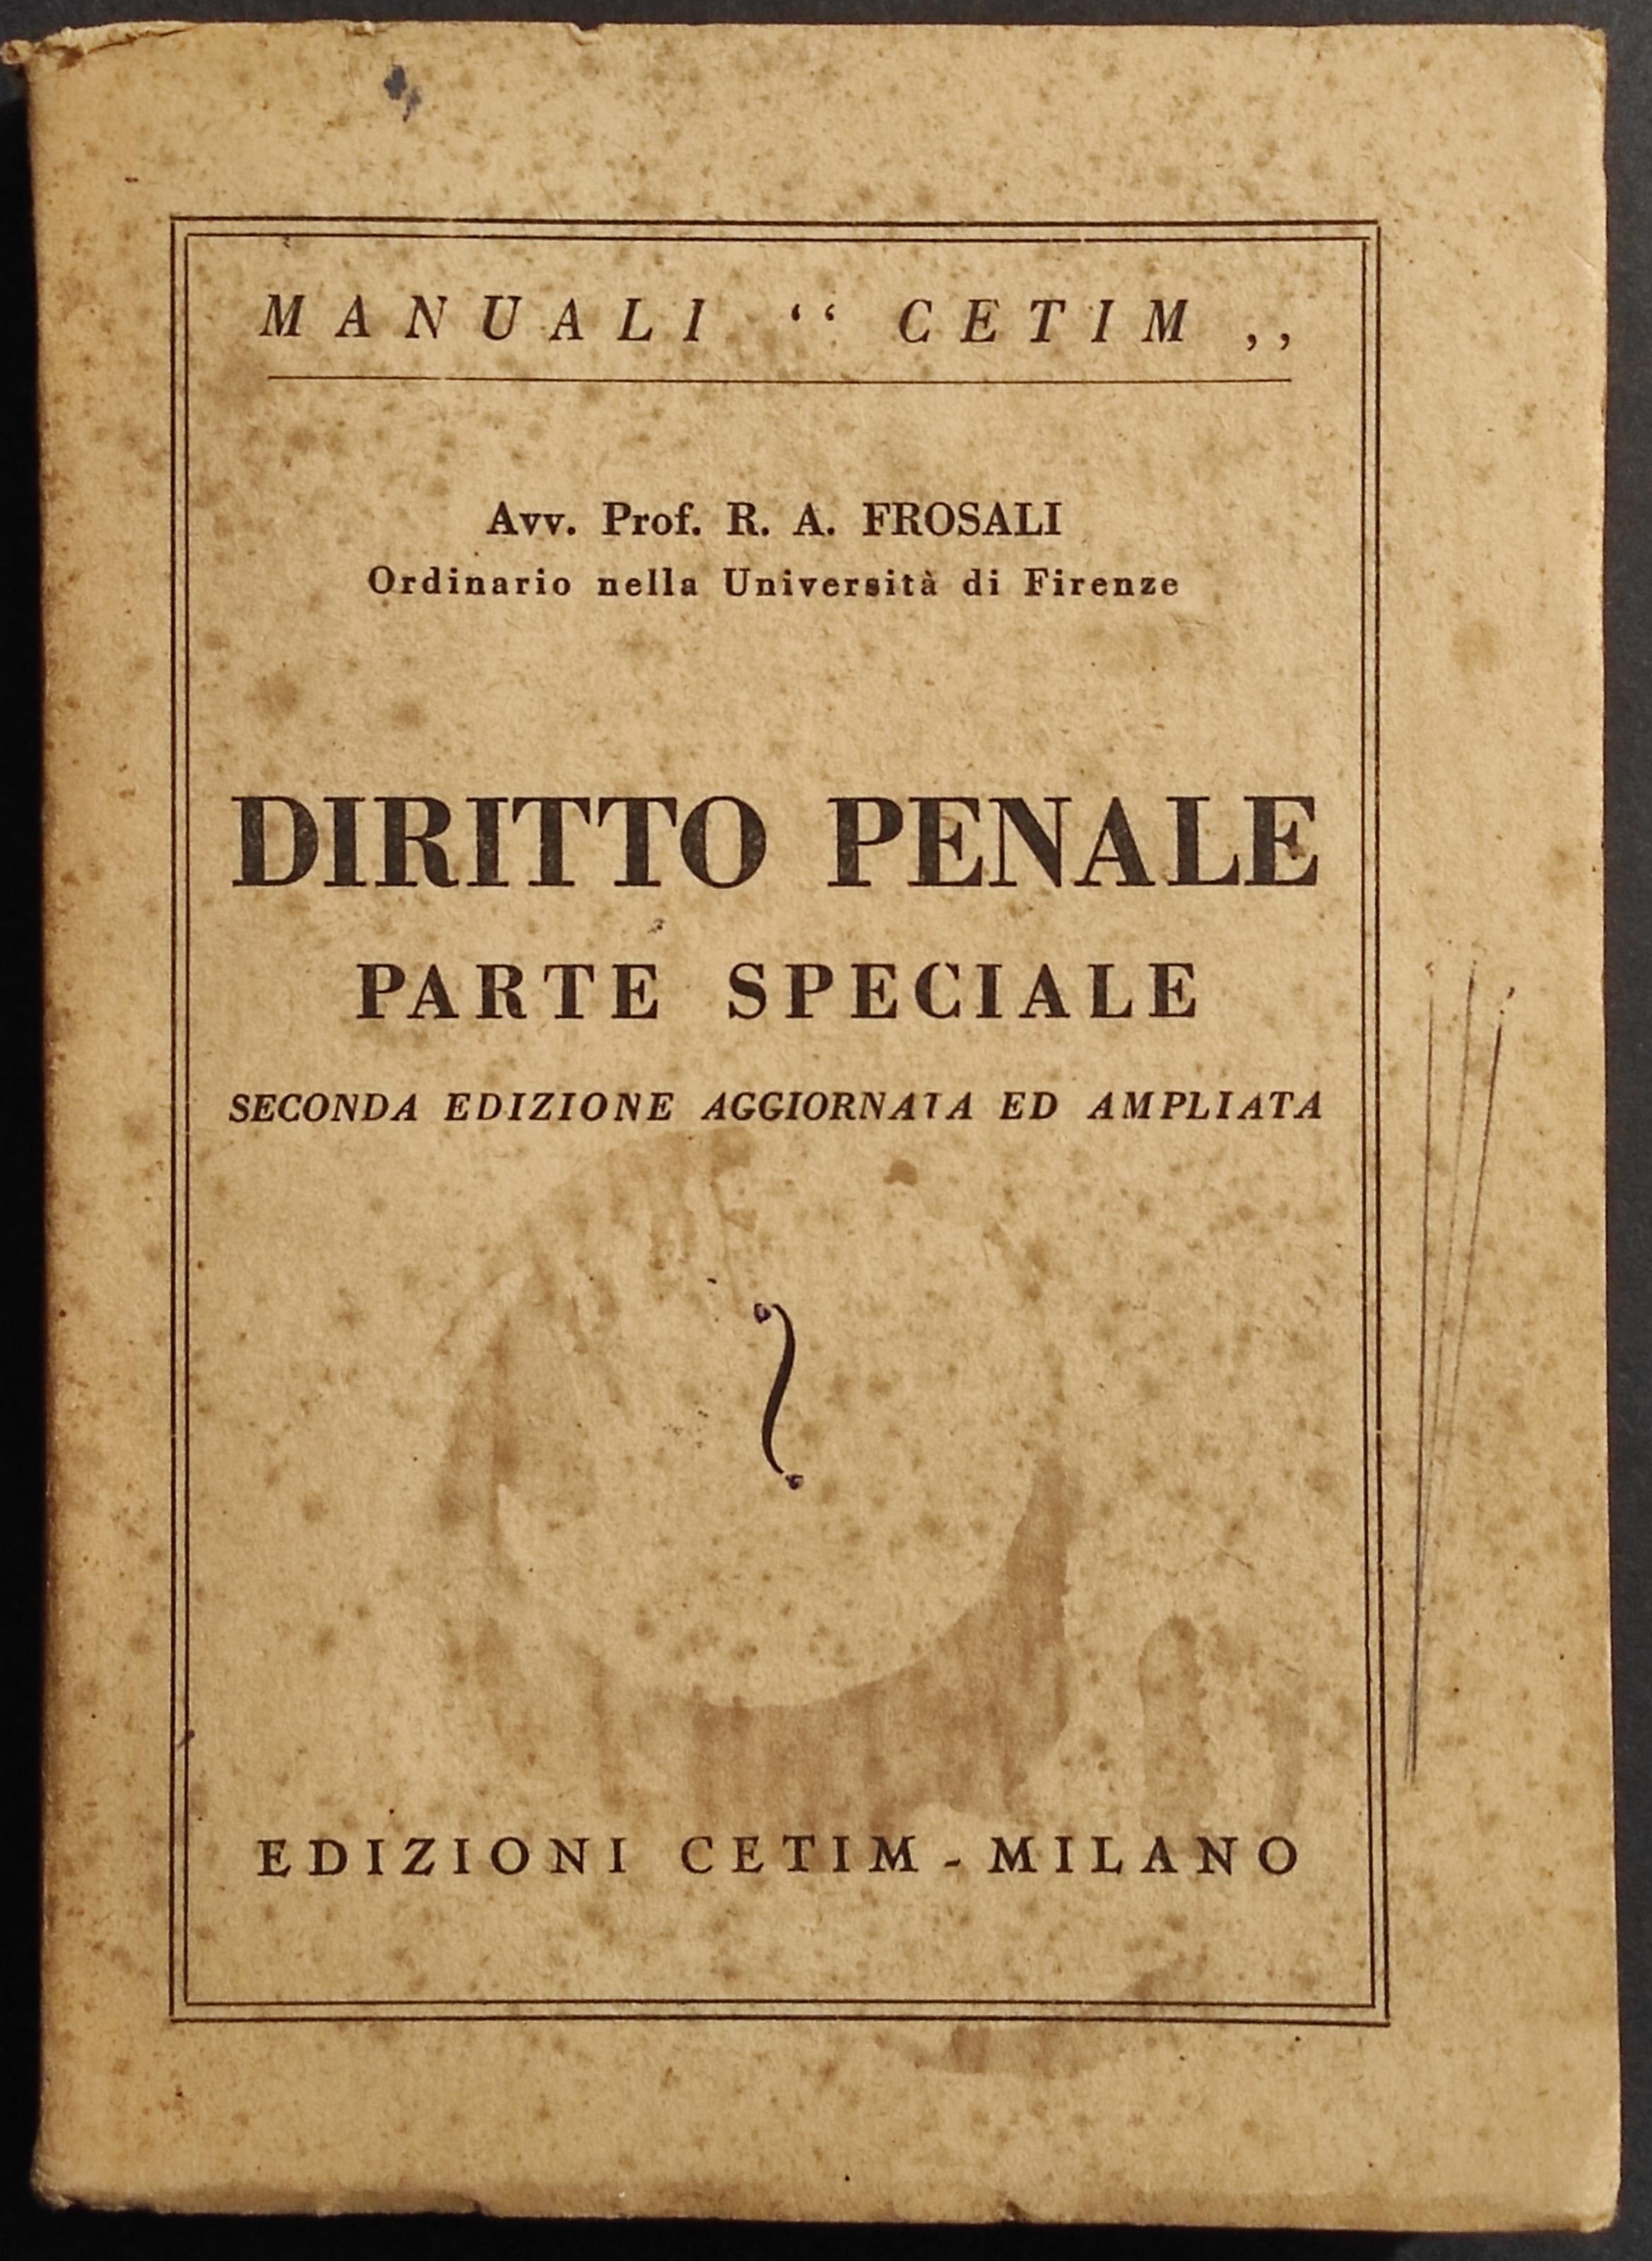 MANUALI “ CETIM „
Avv. Prof. R. A. FROSALI
Ordinario nella Università di Firenze
DIRITTO PENALE
PARTE SPECIALE
SECONDA EDIZIONE AGGIORNATA ED AMPLIATA
EDIZIONI CETIM - MILANO